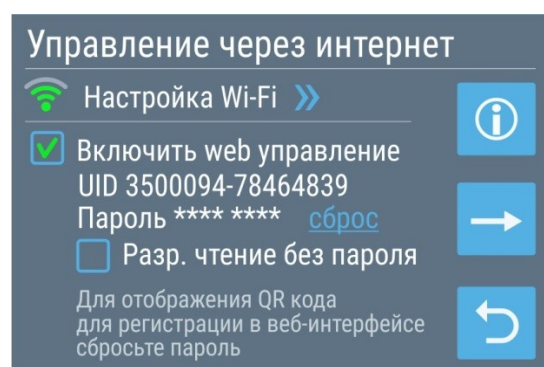 Управление через интернет
Настройка Wi-Fi »
Включить web управление
UID 3500094-78464839
Пароль **** **** сброс
Разр. чтение без пароля
Для отображения QR кода
для регистрации в веб-интерфейсе
сбросьте пароль